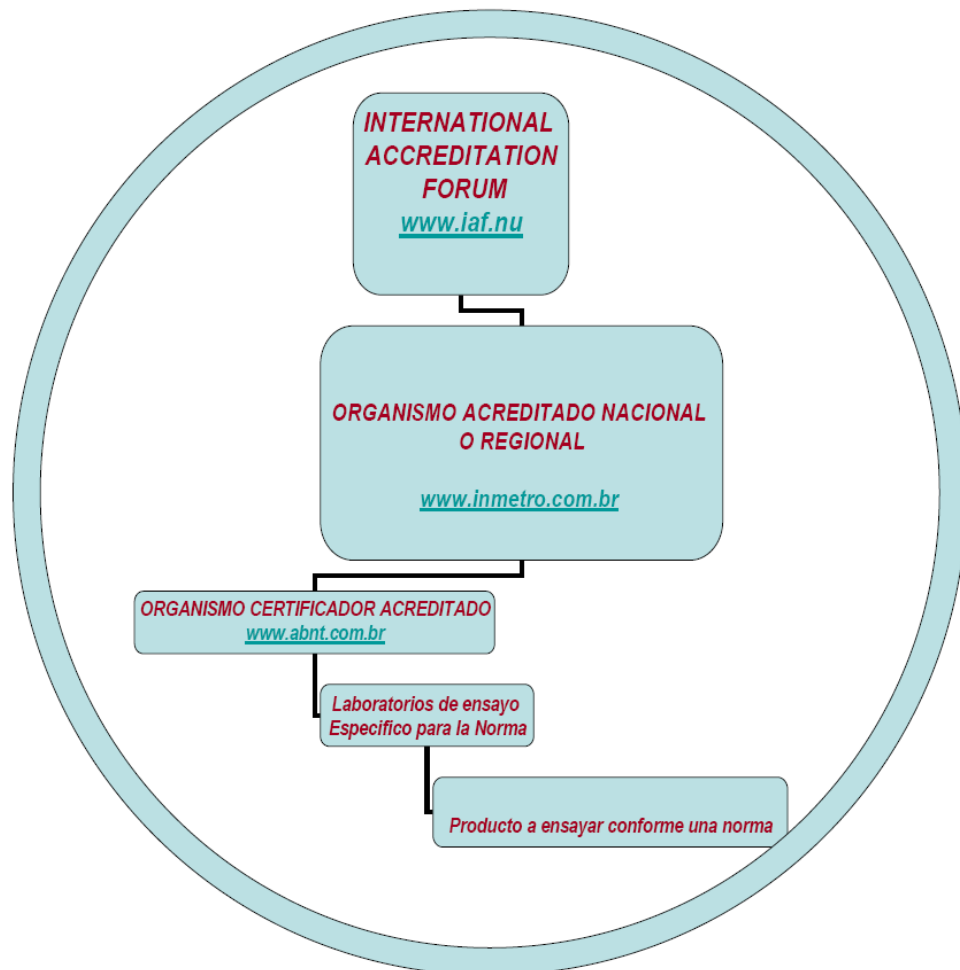 INTERNATIONAL
ACCREDITATION
FORUM
www.iaf.nu
ORGANISMO ACREDITADO NACIONAL
O REGIONAL
www.inmetro.com.br
ORGANISMO CERTIFICADOR ACREDITADO
www.abnt.com.br
Laboratorios de ensayo
Especifico para la Norma
Producto a ensayar conforme una norma